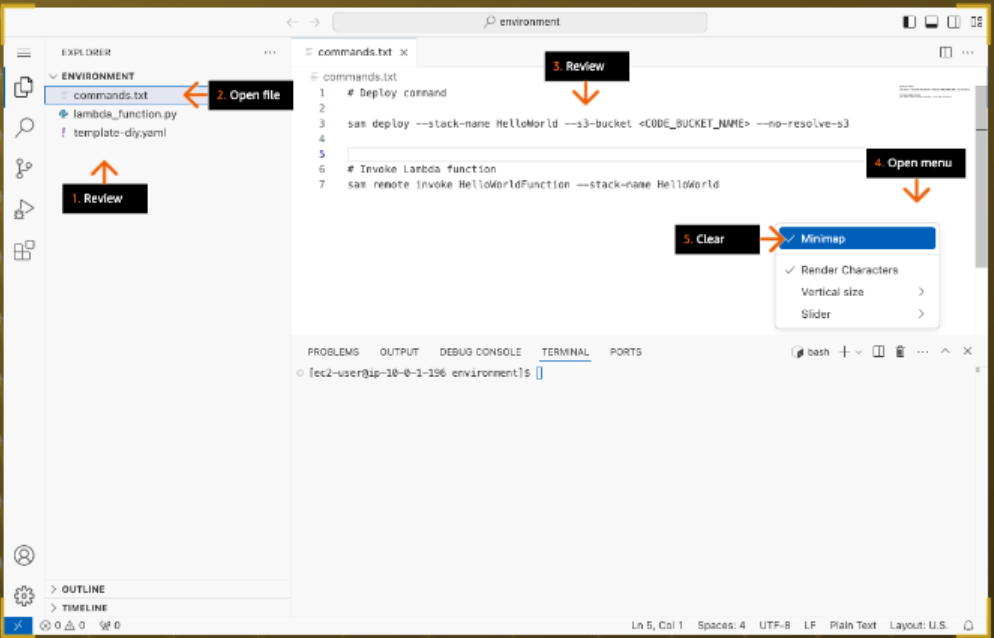 environment
EXPLORER
ENVIRONMENT
commands.txt
lambda_function.py
! template-diy.yaml
1. Review
2. Open file
OUTLINE
TIMELINE
commands.txt
commands.txt
3. Review
1 # Deploy command
2
3 sam deploy --stack-name HelloWorld --s3-bucket <CODE_BUCKET_NAME> --no-resolve-s3
4
5
6 # Invoke Lambda function
7 sam remote invoke HelloWorldFunction --stack-name HelloWorld
4. Open menu
5. Clear
Minimap
Render Characters
Vertical size
Slider
PROBLEMS OUTPUT DEBUG CONSOLE TERMINAL PORTS
bash
[ec2-user@ip-10-0-1-196 environment]$
0 0 0
Ln 5, Col 1 Spaces: 4 UTF-8 LF Plain Text Layout: U.S.